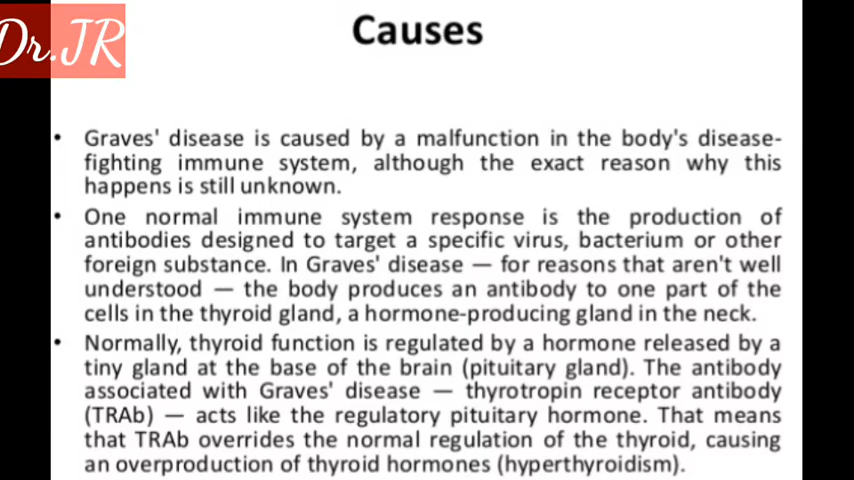 Dr.JR
Causes
• Graves' disease is caused by a malfunction in the body's disease-
fighting immune system, although the exact reason why this
happens is still unknown.
• One normal immune system response is the production of
antibodies designed to target a specific virus, bacterium or other
foreign substance. In Graves' disease — for reasons that aren't well
understood — the body produces an antibody to one part of the
cells in the thyroid gland, a hormone-producing gland in the neck.
• Normally, thyroid function is regulated by a hormone released by a
tiny gland at the base of the brain (pituitary gland). The antibody
associated with Graves' disease — thyrotropin receptor antibody
(TRAb) — acts like the regulatory pituitary hormone. That means
that TRAb overrides the normal regulation of the thyroid, causing
an overproduction of thyroid hormones (hyperthyroidism).